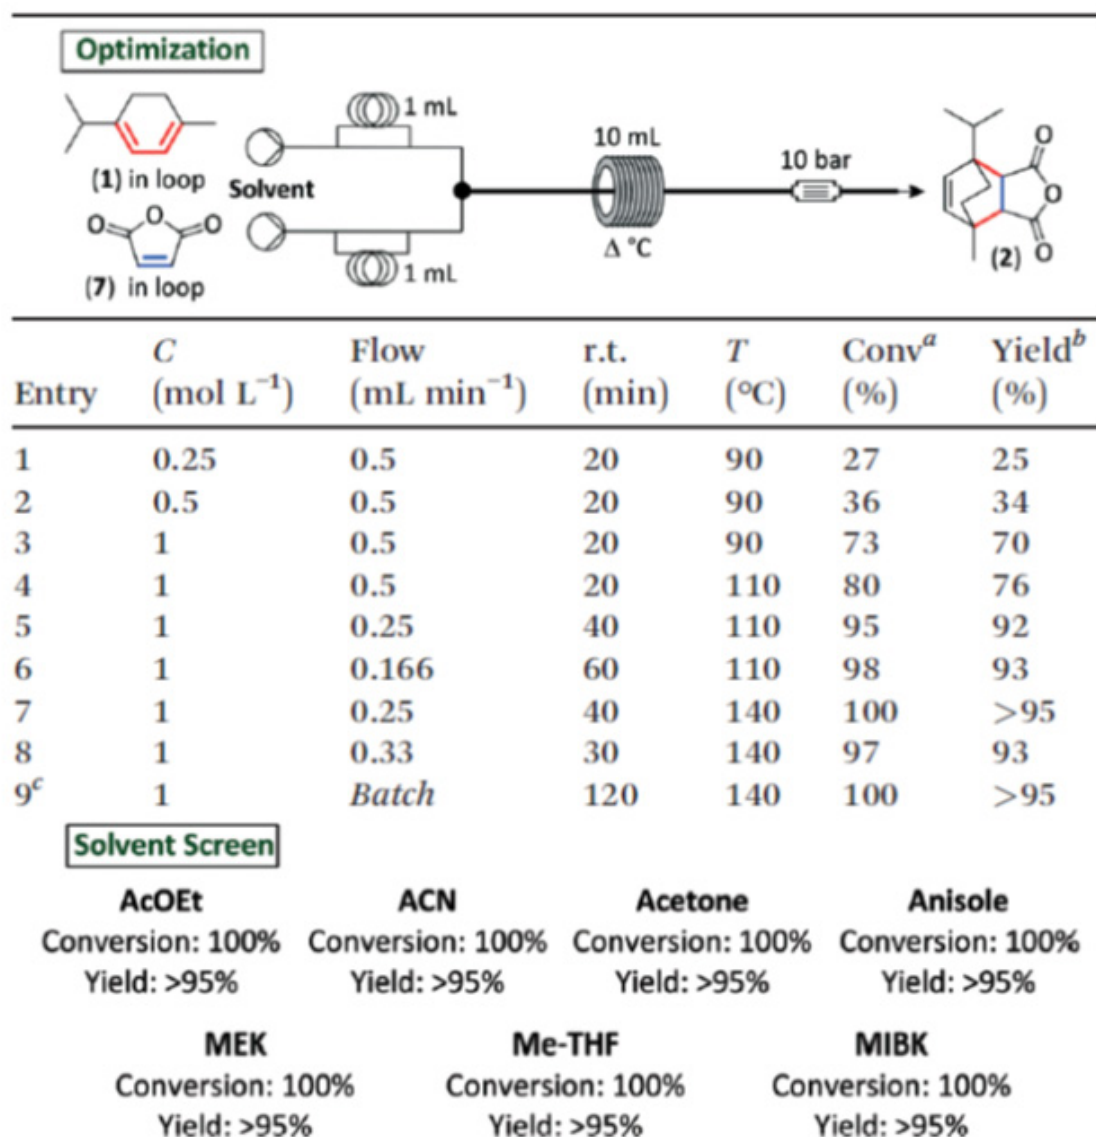 Optimization
1 mL
10 mL
10 bar
(1) in loop
Solvent
Δ °C
1 mL
(7) in loop
O
O
O
O
O
O
(2)
Entry C (mol L⁻¹) Flow (mL min⁻¹) r.t. (min) T (°C) Convᵃ (%) Yieldᵇ (%)
1 0.25 0.5 20 90 27 25
2 0.5 0.5 20 90 36 34
3 1 0.5 20 90 73 70
4 1 0.5 20 110 80 76
5 1 0.25 40 110 95 92
6 1 0.166 60 110 98 93
7 1 0.25 40 140 100 >95
8 1 0.33 30 140 97 93
9ᶜ 1 Batch 120 140 100 >95
Solvent Screen
AcOEt ACN Acetone Anisole
Conversion: 100% Conversion: 100% Conversion: 100% Conversion: 100%
Yield: >95% Yield: >95% Yield: >95% Yield: >95%
MEK Me-THF MIBK
Conversion: 100% Conversion: 100% Conversion: 100%
Yield: >95% Yield: >95% Yield: >95%